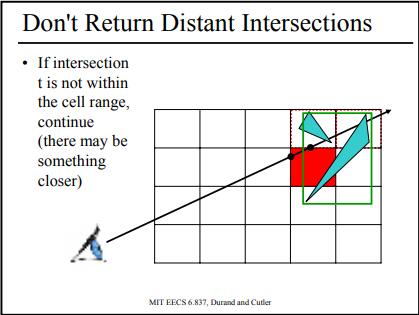 Don't Return Distant Intersections
• If intersection
t is not within
the cell range,
continue
(there may be
something
closer)
MIT EECS 6.837, Durand and Cutler